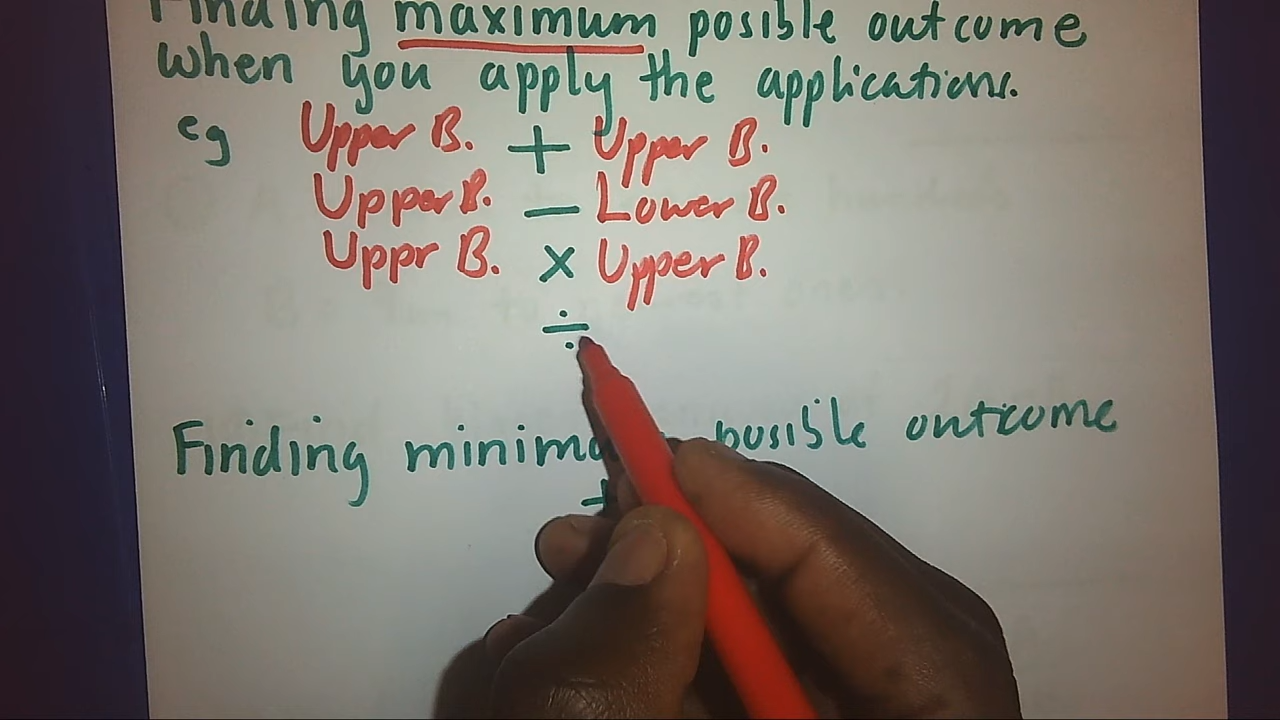 Finding maximum posible outcome
when you apply the applications.
eg Upper B. + Upper B.
Upper B. - Lower B.
Uppr B. × Upper B.
÷
Finding posible outcome
+